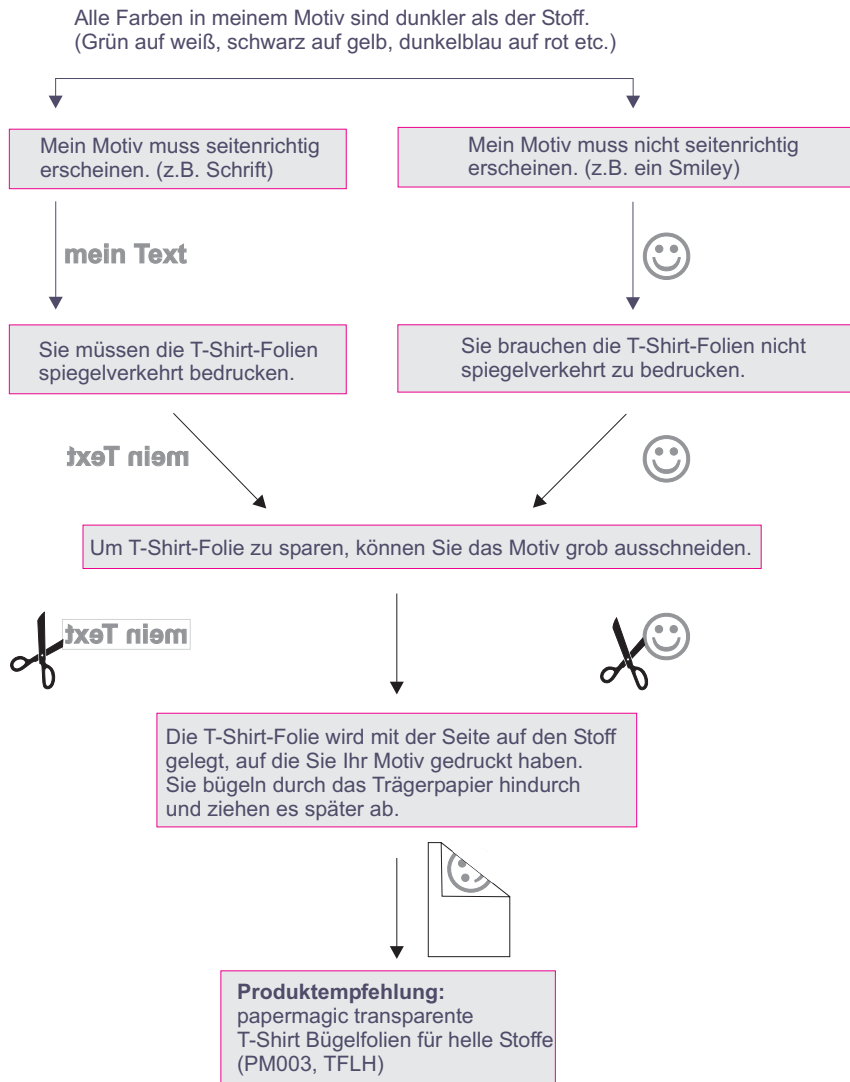 Alle Farben in meinem Motiv sind dunkler als der Stoff.
(Grün auf weiß, schwarz auf gelb, dunkelblau auf rot etc.)
Mein Motiv muss seitenrichtig
erscheinen. (z.B. Schrift)
Mein Motiv muss nicht seitenrichtig
erscheinen. (z.B. ein Smiley)
mein Text
Sie müssen die T-Shirt-Folien
spiegelverkehrt bedrucken.
Sie brauchen die T-Shirt-Folien nicht
spiegelverkehrt zu bedrucken.
mein Text
Um T-Shirt-Folie zu sparen, können Sie das Motiv grob ausschneiden.
mein Text
Die T-Shirt-Folie wird mit der Seite auf den Stoff
gelegt, auf die Sie Ihr Motiv gedruckt haben.
Sie bügeln durch das Trägerpapier hindurch
und ziehen es später ab.
Produktempfehlung:
papermagic transparente
T-Shirt Bügelfolien für helle Stoffe
(PM003, TFLH)